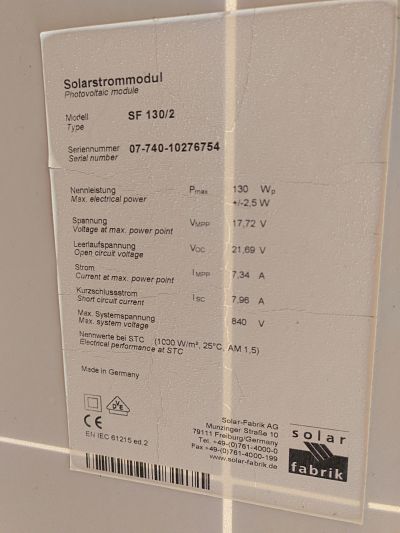 Solarstrommodul
Photovoltaic module
Modell SF 130/2
Type
Seriennummer 07-740-10276754
Serial number
Nennleistung Pmax 130 Wp
Max. electrical power +/-2,5 W
Spannung VMPP 17,72 V
Voltage at max. power point
Leerlaufspannung VOC 21,69 V
Open circuit voltage
Strom IMPP 7,34 A
Current at max. power point
Kurzschlussstrom ISC 7,96 A
Short circuit current
Max. Systemspannung 840 V
Max. system voltage
Nennwerte bei STC (1000 W/m², 25°C, AM 1,5)
Electrical performance at STC
Made in Germany
VDE
CE
EN IEC 61215 ed.2
Solar-Fabrik AG
Munzinger Straße 10
79111 Freiburg/Germany
Tel. +49-(0)761-4000-0
Fax +49-(0)761-4000-199
www.solar-fabrik.de
solar
fabrik